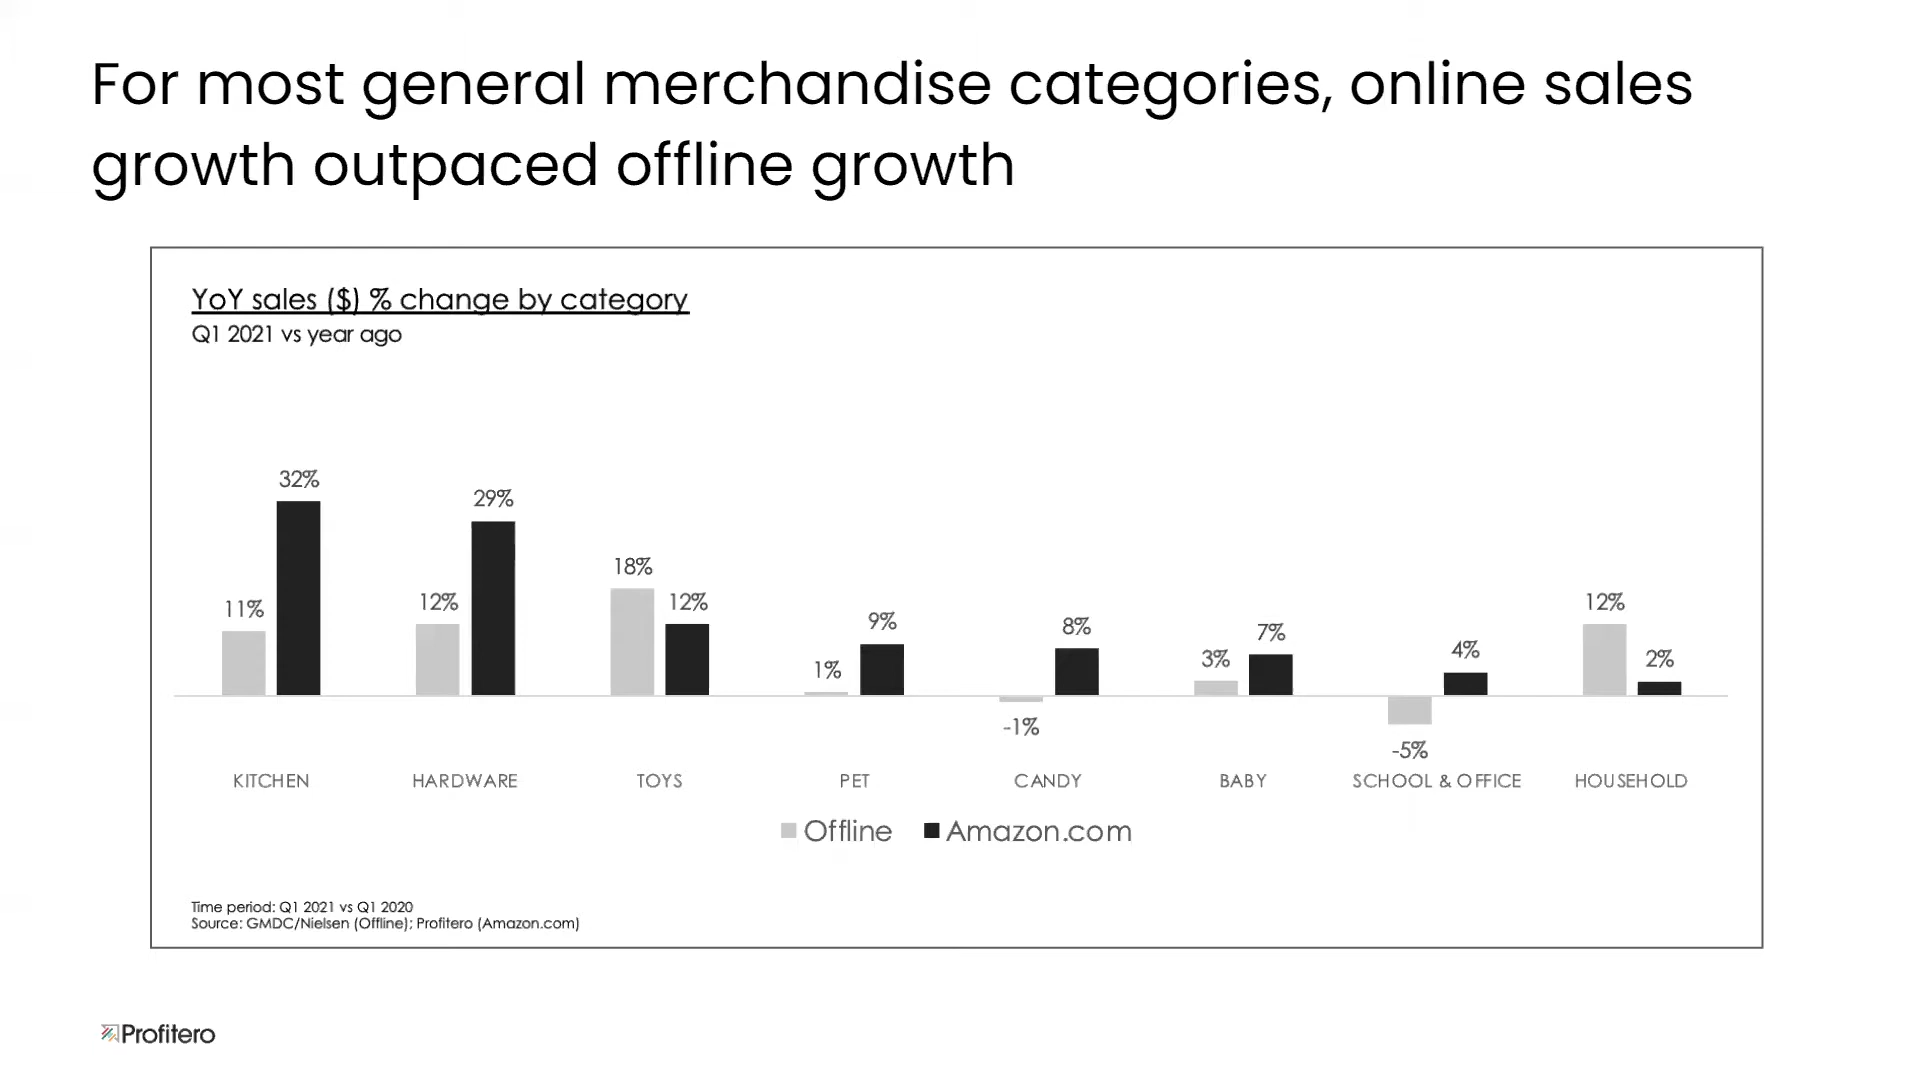 For most general merchandise categories, online sales
growth outpaced offline growth
YoY sales ($) % change by category
Q1 2021 vs year ago
11%
32%
12%
29%
18%
12%
1%
9%
-1%
8%
3%
7%
-5%
4%
12%
2%
KITCHEN
HARDWARE
TOYS
PET
CANDY
BABY
SCHOOL & OFFICE
HOUSEHOLD
Offline
Amazon.com
Time period: Q1 2021 vs Q1 2020
Source: GMDC/Nielsen (Offline); Profitero (Amazon.com)
Profitero